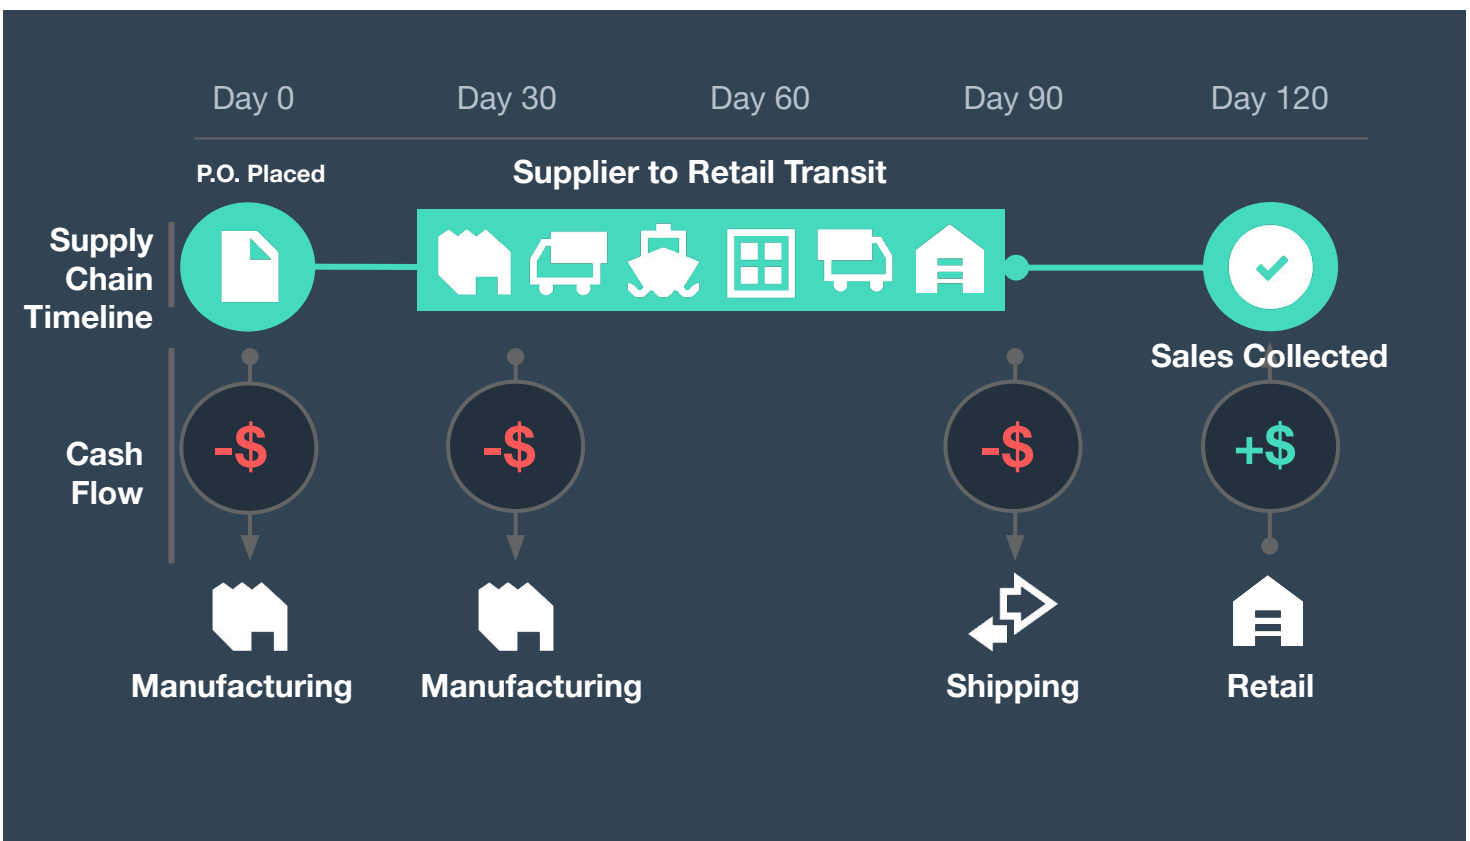 Day 0
Day 30
Day 60
Day 90
Day 120
P.O. Placed
Supplier to Retail Transit
Supply
Chain
Timeline
Sales Collected
Cash
Flow
-$
-$
-$
+$
Manufacturing
Manufacturing
Shipping
Retail